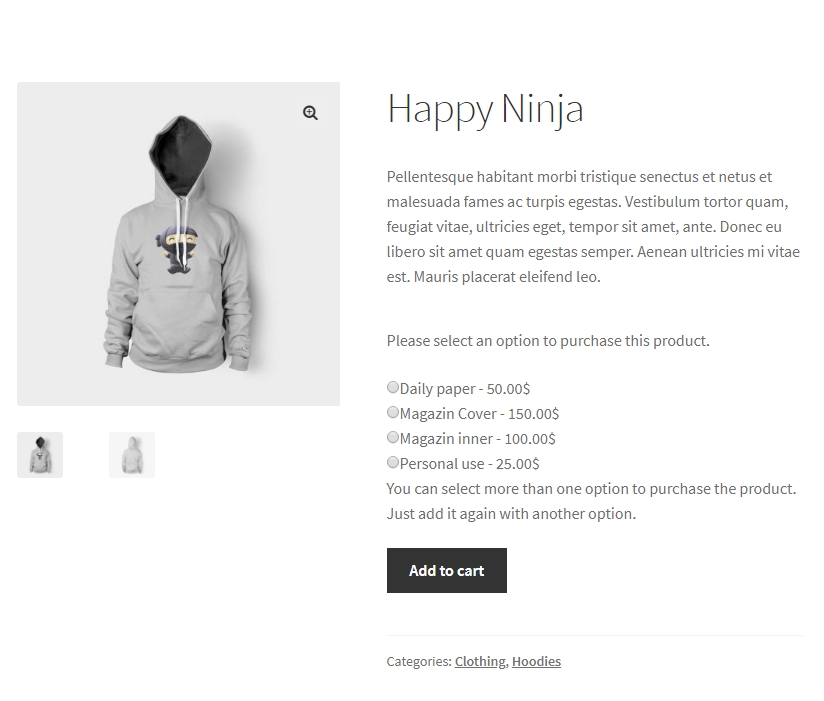 Happy Ninja
Pellentesque habitant morbi tristique senectus et netus et
malesuada fames ac turpis egestas. Vestibulum tortor quam,
feugiat vitae, ultricies eget, tempor sit amet, ante. Donec eu
libero sit amet quam egestas semper. Aenean ultricies mi vitae
est. Mauris placerat eleifend leo.
Please select an option to purchase this product.
Daily paper - 50.00$
Magazin Cover - 150.00$
Magazin inner - 100.00$
Personal use - 25.00$
You can select more than one option to purchase the product.
Just add it again with another option.
Add to cart
Categories: Clothing, Hoodies